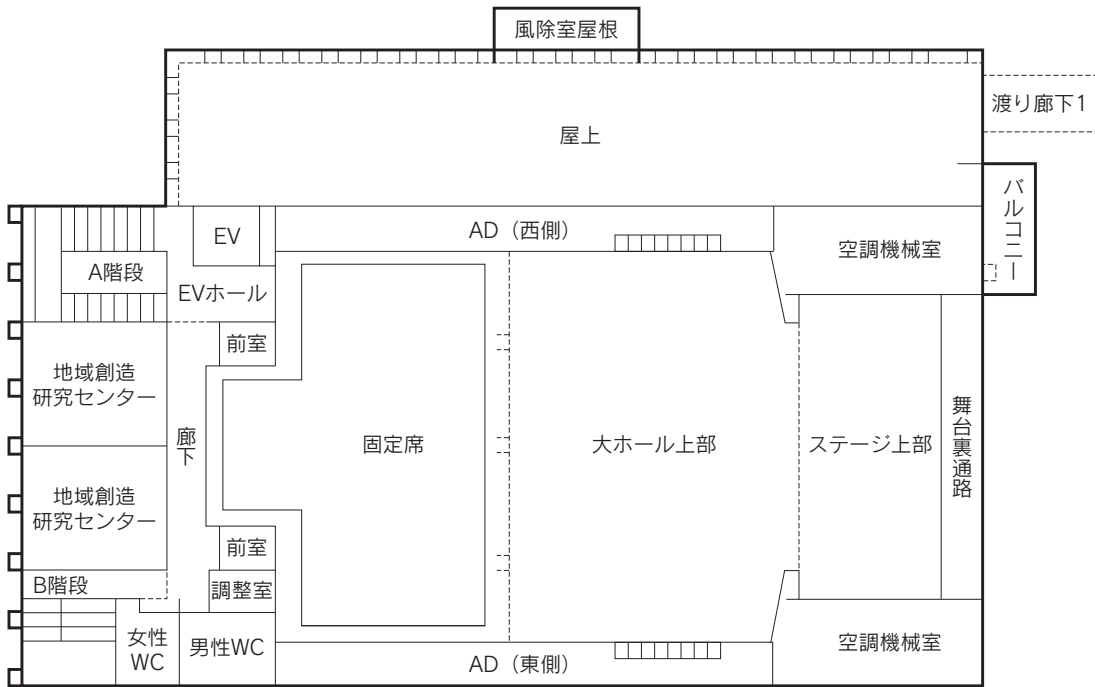 風除室屋根
渡り廊下1
屋上
バルコニー
EV
AD（西側）
空調機械室
A階段
EVホール
前室
地域創造
研究センター
廊下
固定席
大ホール上部
ステージ上部
舞台裏通路
地域創造
研究センター
前室
B階段
調整室
女性
WC
男性WC
AD（東側）
空調機械室